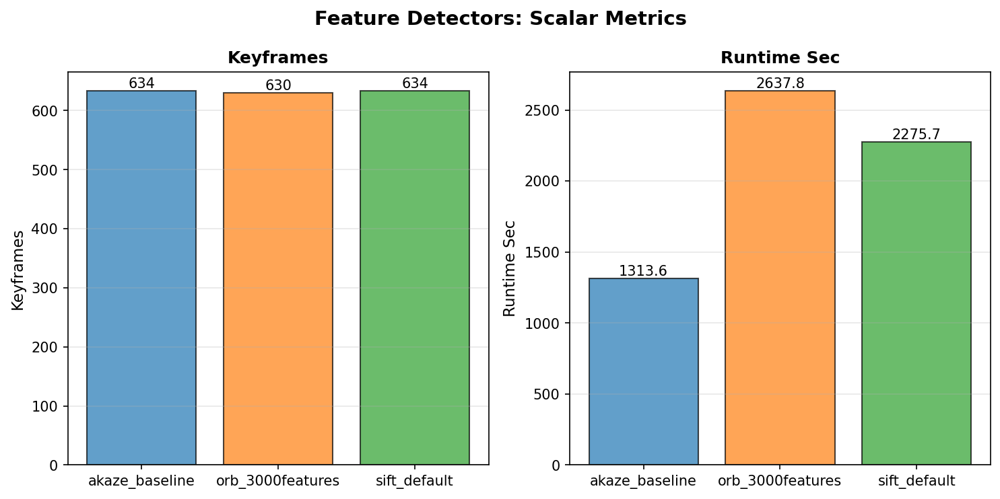 Feature Detectors: Scalar Metrics
Keyframes
Keyframes
0
100
200
300
400
500
600
634
630
634
akaze_baseline
orb_3000features
sift_default
Runtime Sec
Runtime Sec
0
500
1000
1500
2000
2500
1313.6
2637.8
2275.7
akaze_baseline
orb_3000features
sift_default